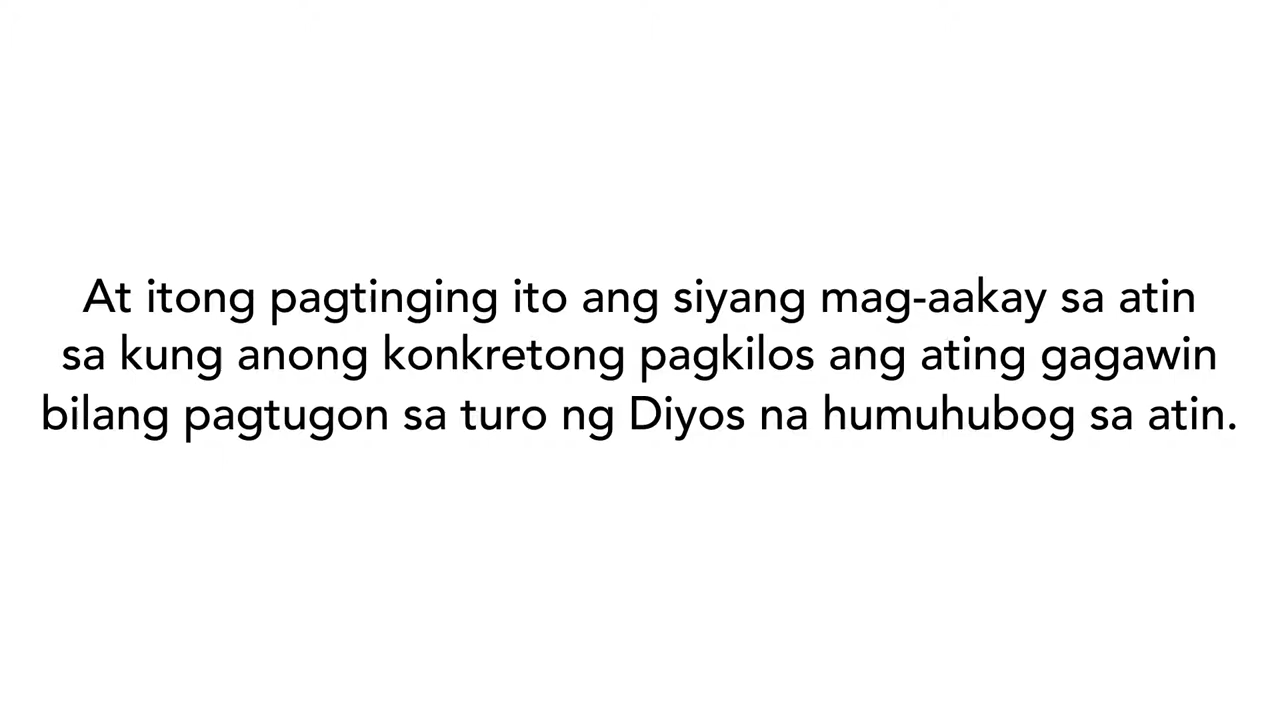 At itong pagtinging ito ang siyang mag-aakay sa atin
sa kung anong konkretong pagkilos ang ating gagawin
bilang pagtugon sa turo ng Diyos na humuhubog sa atin.